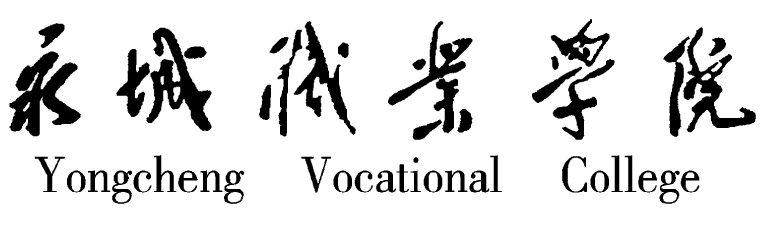 永城職業學院
Yongcheng Vocational College